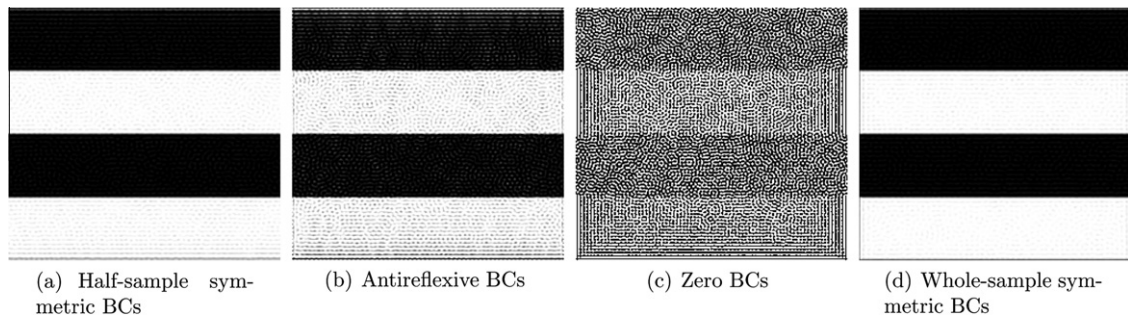 (a) Half-sample sym-
metric BCs
(b) Antireflexive BCs
(c) Zero BCs
(d) Whole-sample sym-
metric BCs